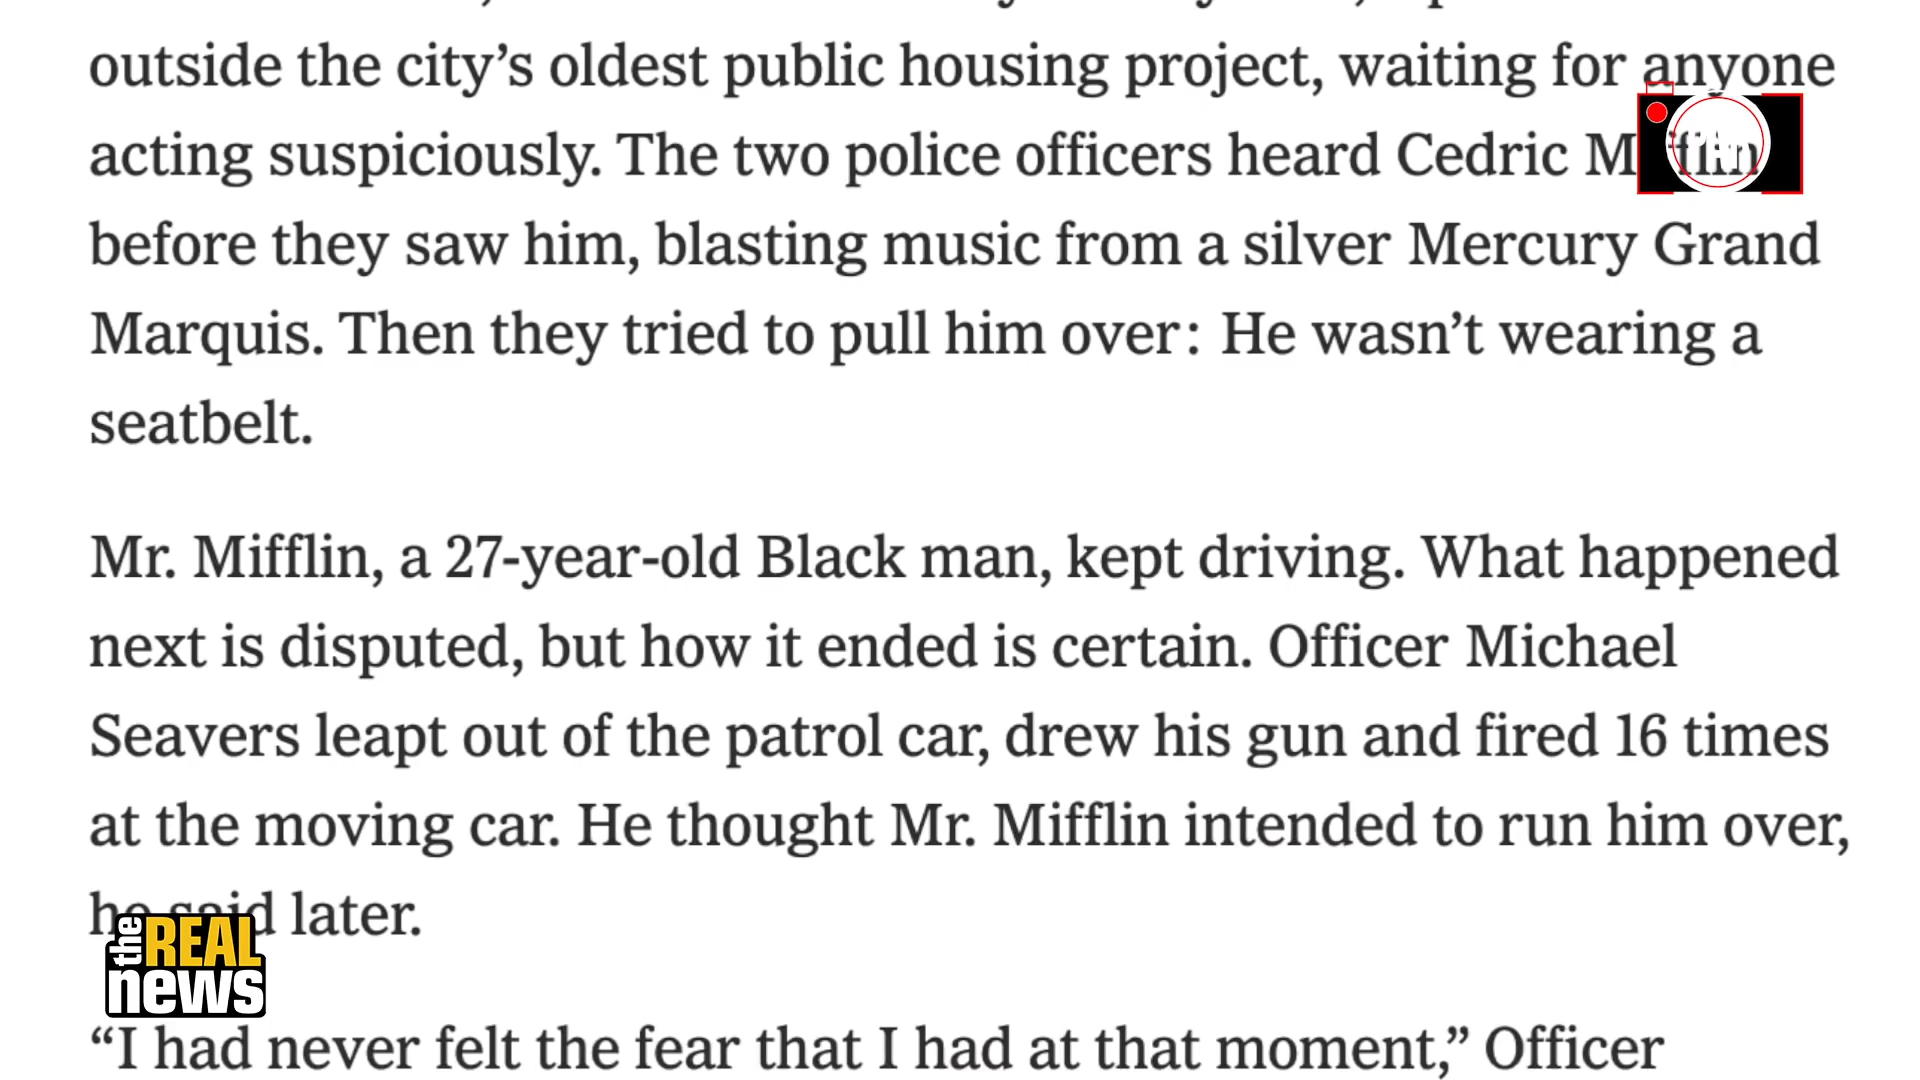 outside the city’s oldest public housing project, waiting for anyone
acting suspiciously. The two police officers heard Cedric Mifflin
before they saw him, blasting music from a silver Mercury Grand
Marquis. Then they tried to pull him over: He wasn’t wearing a
seatbelt.
Mr. Mifflin, a 27-year-old Black man, kept driving. What happened
next is disputed, but how it ended is certain. Officer Michael
Seavers leapt out of the patrol car, drew his gun and fired 16 times
at the moving car. He thought Mr. Mifflin intended to run him over,
he said later.
the REAL news
“I had never felt the fear that I had at that moment,” Officer